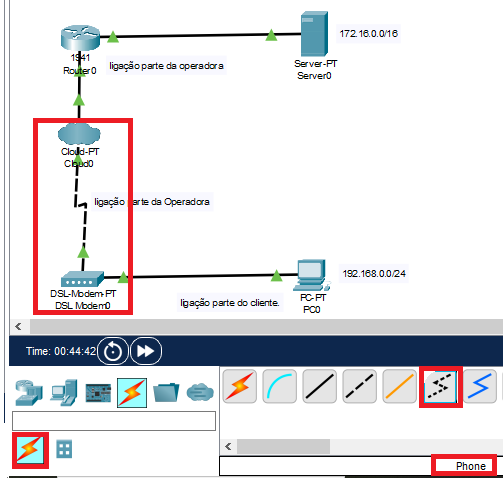 172.16.0.0/16
1941
Router0
ligação parte da operadora
Server-PT
Server0
Cloud-PT
Cloud0
ligação parte da Operadora
192.168.0.0/24
DSL-Modem-PT
DSL Modem0
ligação parte do cliente.
PC-PT
PC0
Time: 00:44:42
Phone